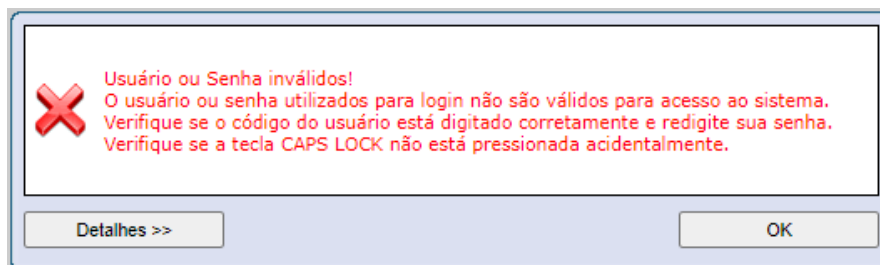 Usuário ou Senha inválidos!
O usuário ou senha utilizados para login não são válidos para acesso ao sistema.
Verifique se o código do usuário está digitado corretamente e redigite sua senha.
Verifique se a tecla CAPS LOCK não está pressionada acidentalmente.
Detalhes >>
OK